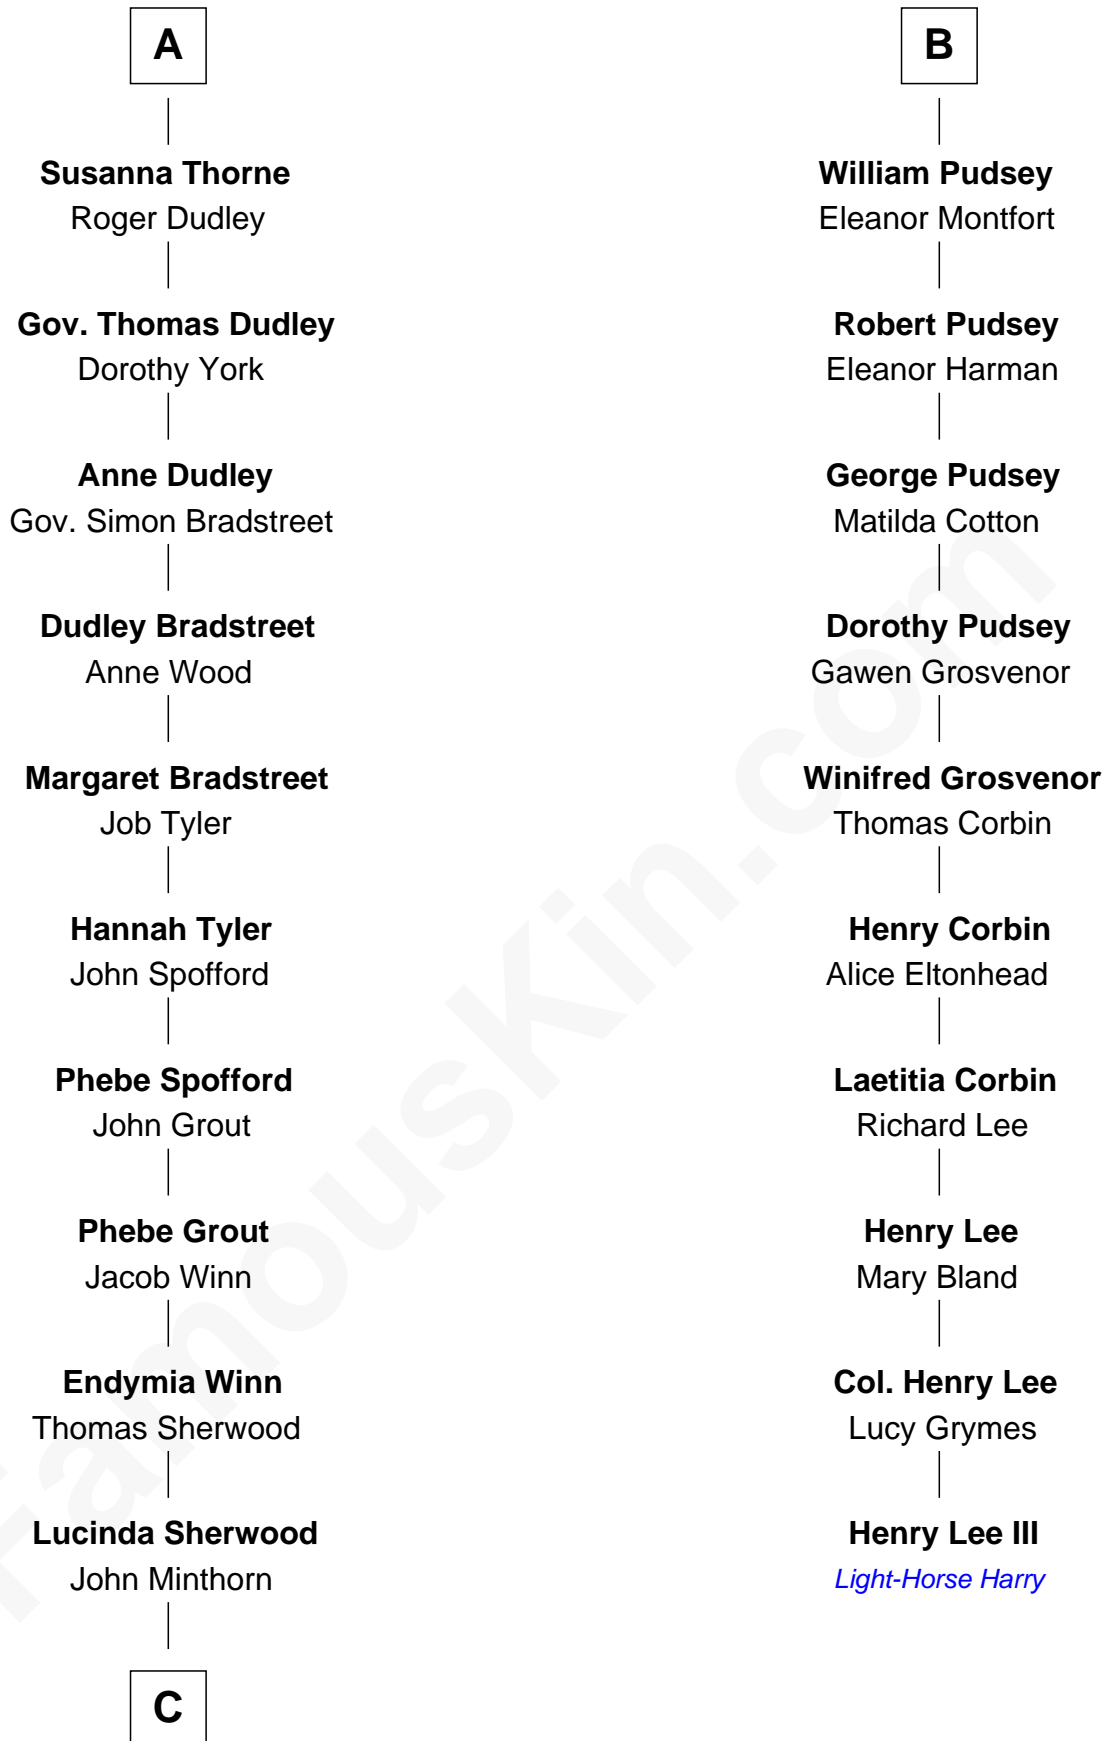 A
Susanna Thorne
Roger Dudley
Gov. Thomas Dudley
Dorothy York
Anne Dudley
Gov. Simon Bradstreet
Dudley Bradstreet
Anne Wood
Margaret Bradstreet
Job Tyler
Hannah Tyler
John Spofford
Phebe Spofford
John Grout
Phebe Grout
Jacob Winn
Endymia Winn
Thomas Sherwood
Lucinda Sherwood
John Minthorn
C
B
William Pudsey
Eleanor Montfort
Robert Pudsey
Eleanor Harman
George Pudsey
Matilda Cotton
Dorothy Pudsey
Gawen Grosvenor
Winifred Grosvenor
Thomas Corbin
Henry Corbin
Alice Eltonhead
Laetitia Corbin
Richard Lee
Henry Lee
Mary Bland
Col. Henry Lee
Lucy Grymes
Henry Lee III
Light-Horse Harry
FamousKin.com